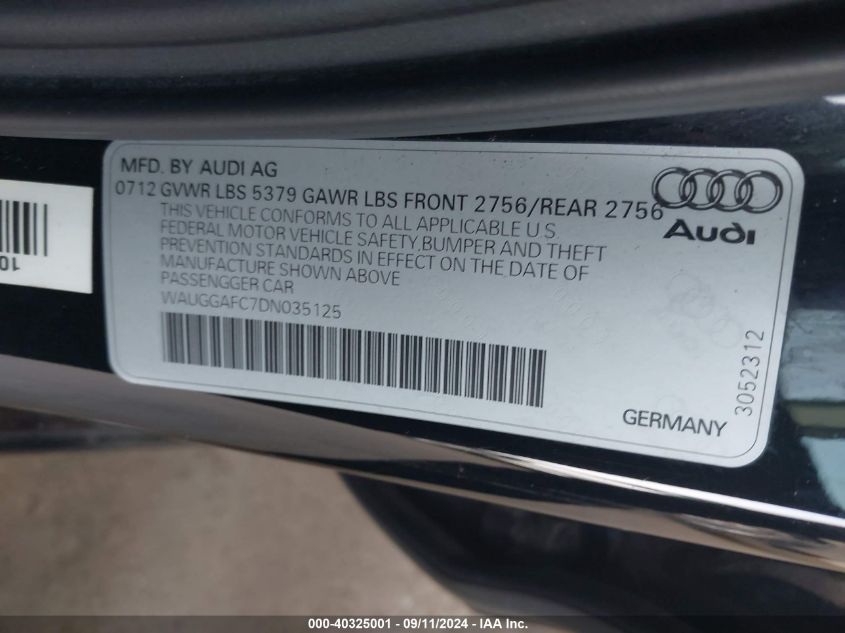 MFD. BY AUDI AG
0712 GVWR LBS 5379 GAWR LBS FRONT 2756/REAR 2756
THIS VEHICLE CONFORMS TO ALL APPLICABLE U.S
FEDERAL MOTOR VEHICLE SAFETY,BUMPER AND THEFT
PREVENTION STANDARDS IN EFFECT ON THE DATE OF
MANUFACTURE SHOWN ABOVE
PASSENGGER CAR
WAUGGAFC7DN035125
Audi
3052312
GERMANY
10
000-40325001 - 09/11/2024 - IAA Inc.